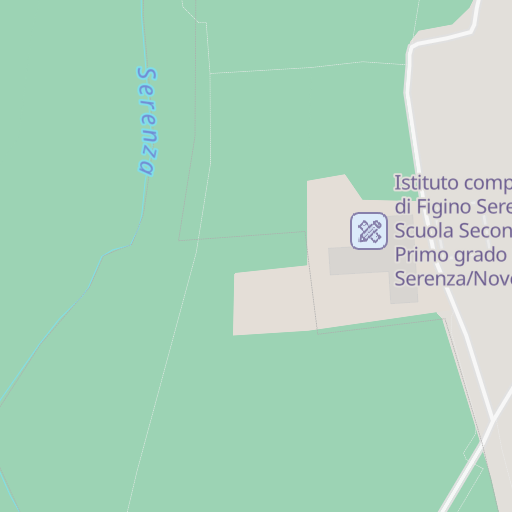 Serenza
Istituto comp
di Figino Sere
Scuola Secon
Primo grado
Serenza/Nove